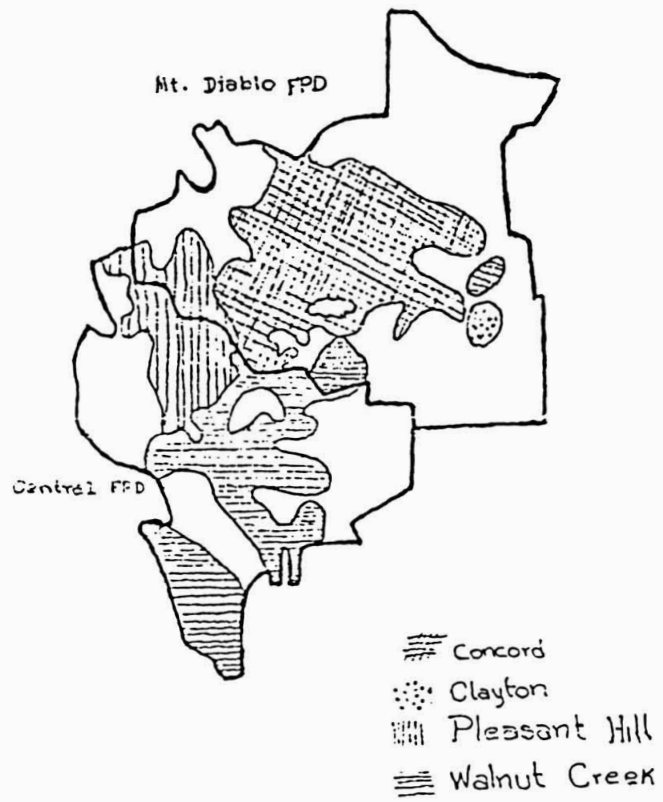 Mt. Diablo FPD
Central FPD
Concord
Clayton
Pleasant Hill
Walnut Creek